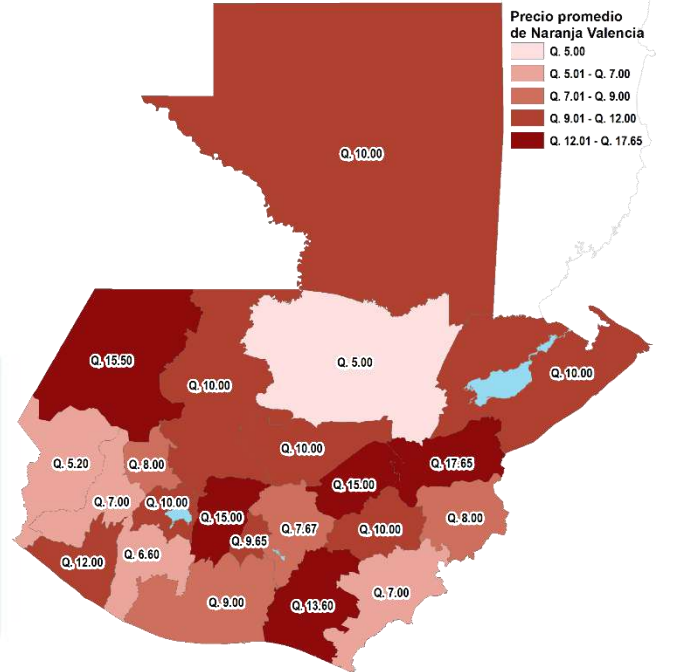 Precio promedio
de Naranja Valencia
Q. 5.00
Q. 5.01 - Q. 7.00
Q. 7.01 - Q. 9.00
Q. 9.01 - Q. 12.00
Q. 12.01 - Q. 17.65
Q. 10.00
Q. 15.50
Q. 5.00
Q. 10.00
Q. 10.00
Q. 10.00
Q. 5.20
Q. 8.00
Q. 17.65
Q. 15.00
Q. 7.00
Q. 10.00
Q. 15.00
Q. 8.00
Q. 7.67
Q. 10.00
Q. 9.65
Q. 6.60
Q. 12.00
Q. 7.00
Q. 9.00
Q. 13.60